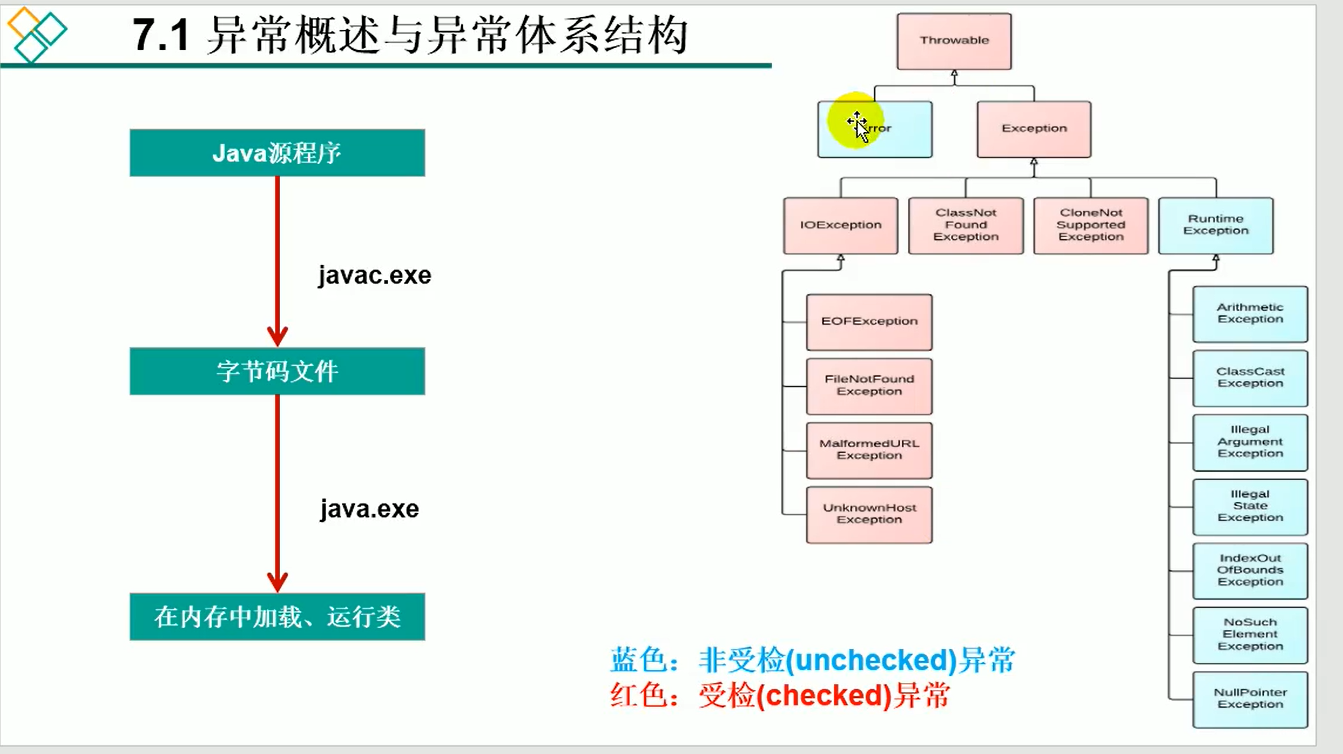 7.1 异常概述与异常体系结构
Java源程序
javac.exe
字节码文件
java.exe
在内存中加载、运行类
Throwable
rror
Exception
IOException
ClassNot
Found
Exception
CloneNot
Supported
Exception
Runtime
Exception
EOFException
FileNotFound
Exception
MalformedURL
Exception
UnknownHost
Exception
Arithmetic
Exception
ClassCast
Exception
Illegal
Argument
Exception
Illegal
State
Exception
IndexOut
OfBounds
Exception
NoSuch
Element
Exception
NullPointer
Exception
蓝色：非受检(unchecked)异常
红色：受检(checked)异常